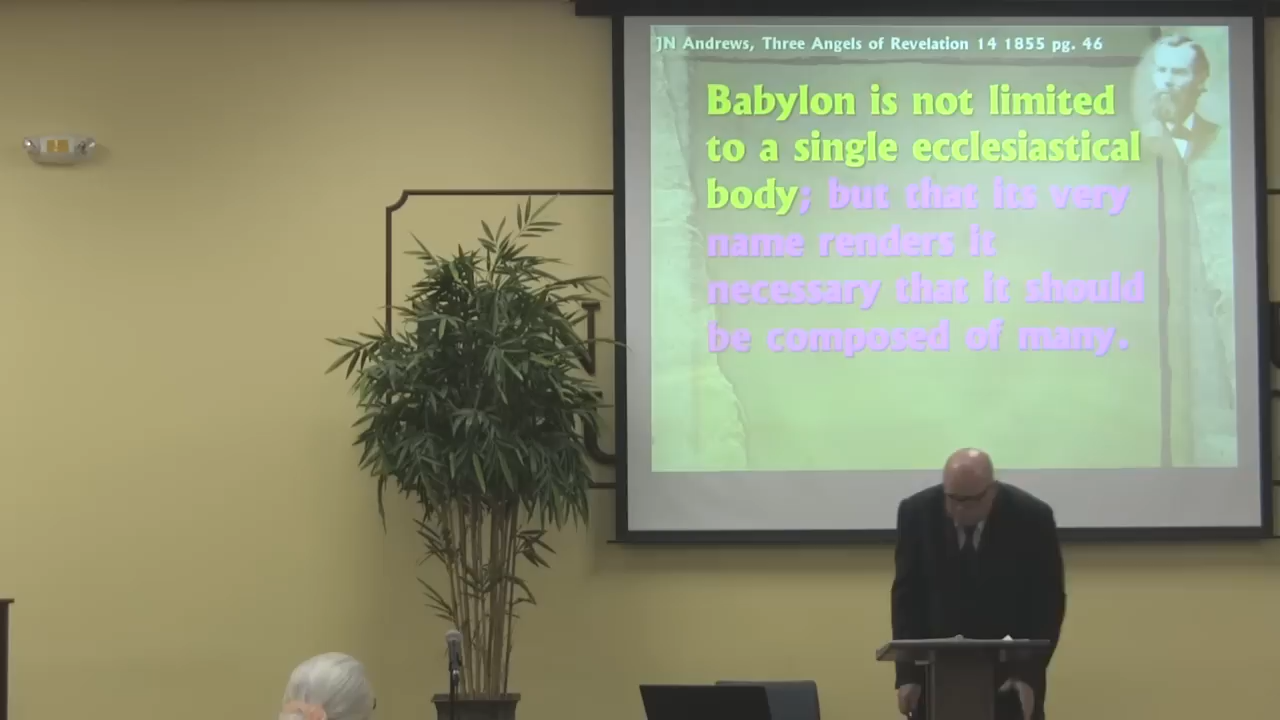 JN Andrews, Three Angels of Revelation 14 1855 pg. 46
Babylon is not limited
to a single ecclesiastical
body; but that its very
name renders it
necessary that it should
be composed of many.